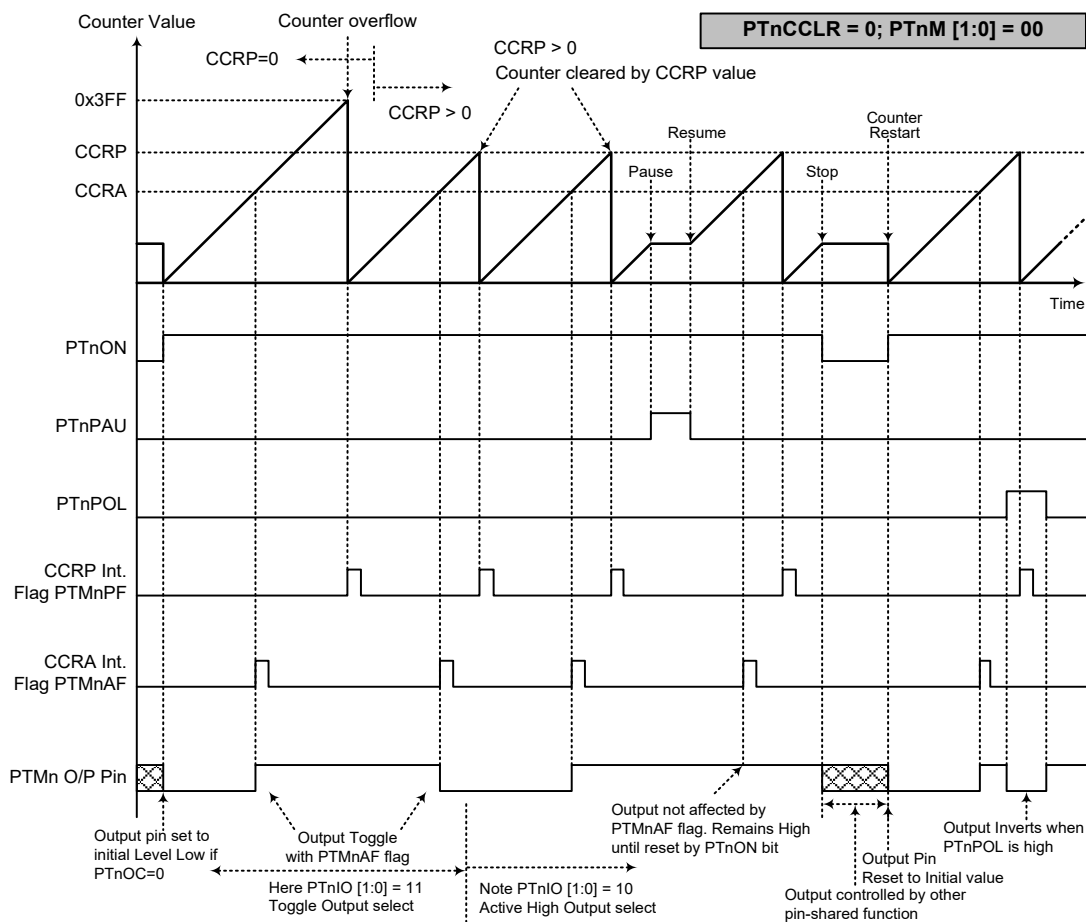 Counter Value
Counter overflow
PTnCCLR = 0; PTnM [1:0] = 00
CCRP=0
CCRP > 0
CCRP > 0
Counter cleared by CCRP value
0x3FF
CCRP
CCRA
Pause
Resume
Stop
Counter
Restart
Time
PTnON
PTnPAU
PTnPOL
CCRP Int.
Flag PTMnPF
CCRA Int.
Flag PTMnAF
PTMn O/P Pin
Output pin set to
initial Level Low if
PTnOC=0
Output Toggle
with PTMnAF flag
Here PTnIO [1:0] = 11
Toggle Output select
Note PTnIO [1:0] = 10
Active High Output select
Output not affected by
PTMnAF flag. Remains High
until reset by PTnON bit
Output Pin
Reset to Initial value
Output controlled by other
pin-shared function
Output Inverts when
PTnPOL is high